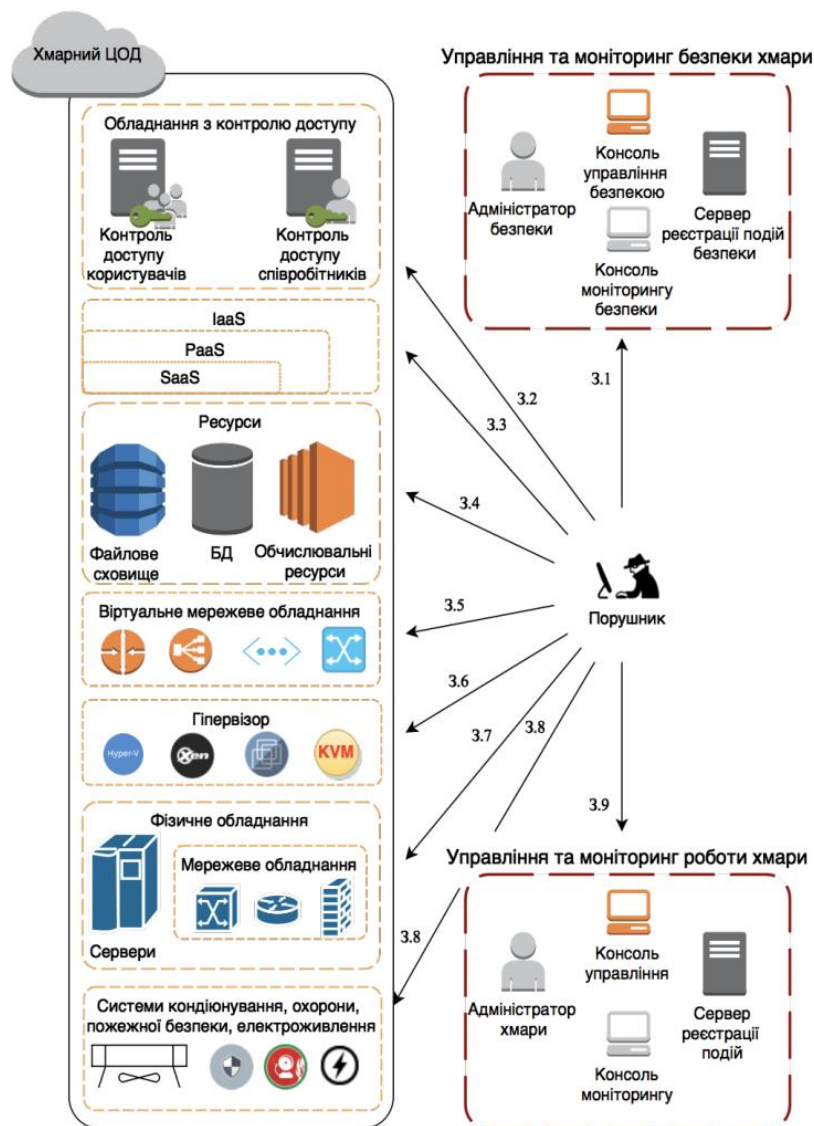 Хмарний ЦОД
Управління та моніторинг безпеки хмари
Обладнання з контролю доступу
Контроль
доступу
користувачів
Контроль
доступу
співробітників
Адміністратор
безпеки
Консоль
управління
безпекою
Консоль
моніторингу
безпеки
Сервер
реєстрації подій
безпеки
IaaS
PaaS
SaaS
3.1
3.2
3.3
Ресурси
Файлове
сховище
БД
Обчислювальні
ресурси
3.4
Порушник
Віртуальне мережеве обладнання
3.5
3.6
Гіпервізор
Hyper-V
Xen
KVM
3.7
3.8
3.9
Фізичне обладнання
Мережеве обладнання
Сервери
3.8
Управління та моніторинг роботи хмари
Адміністратор
хмари
Консоль
управління
Консоль
моніторингу
Сервер
реєстрації
подій
Системи кондіюнування, охорони,
пожежної безпеки, електроживлення